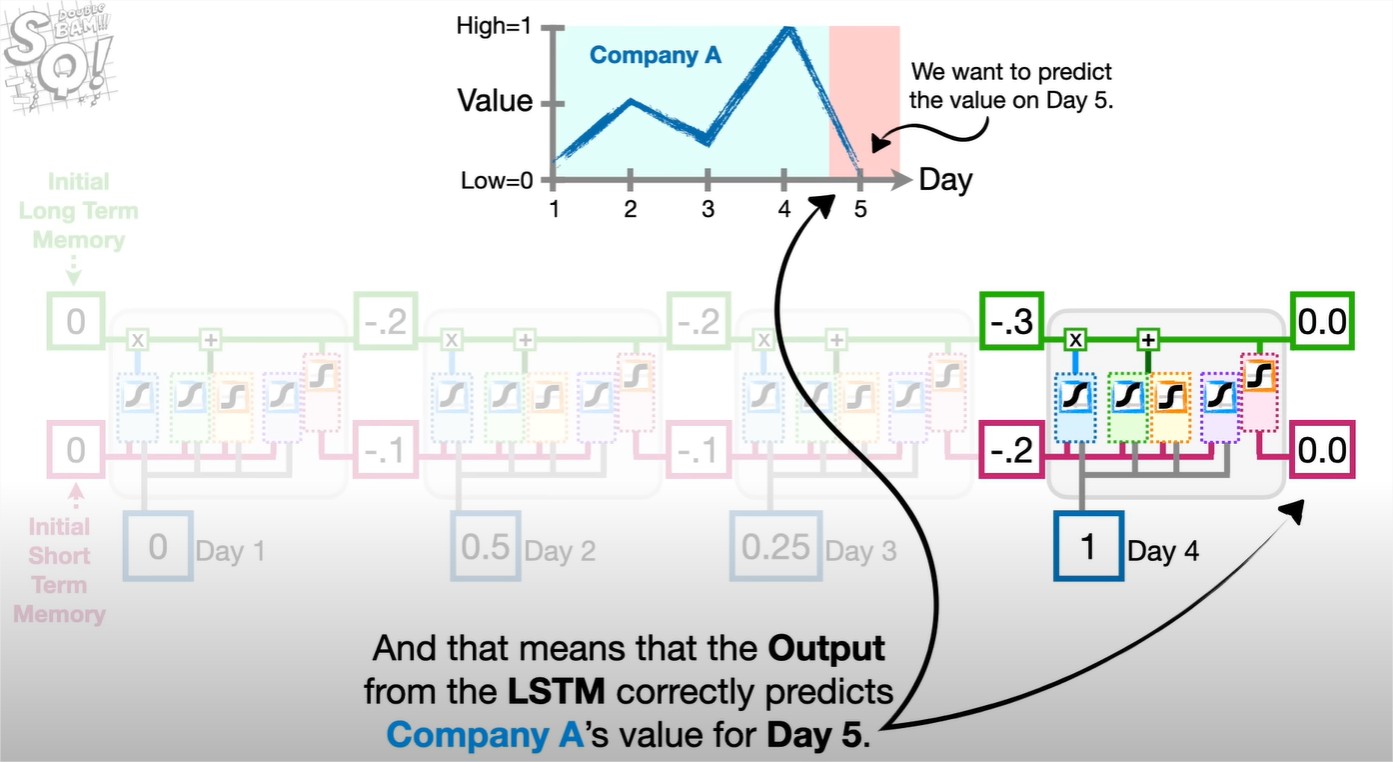 DOUBLE
BAM!!!
SQ!
High=1
Company A
Value
Low=0
1 2 3 4 5
Day
We want to predict
the value on Day 5.
Initial
Long Term
Memory
0 -.2 -.2 -.3 0.0
x + x + x + x +
0 -.1 -.1 -.2 0.0
Initial
Short
Term
Memory
0 Day 1
0.5 Day 2
0.25 Day 3
1 Day 4
And that means that the Output
from the LSTM correctly predicts
Company A’s value for Day 5.